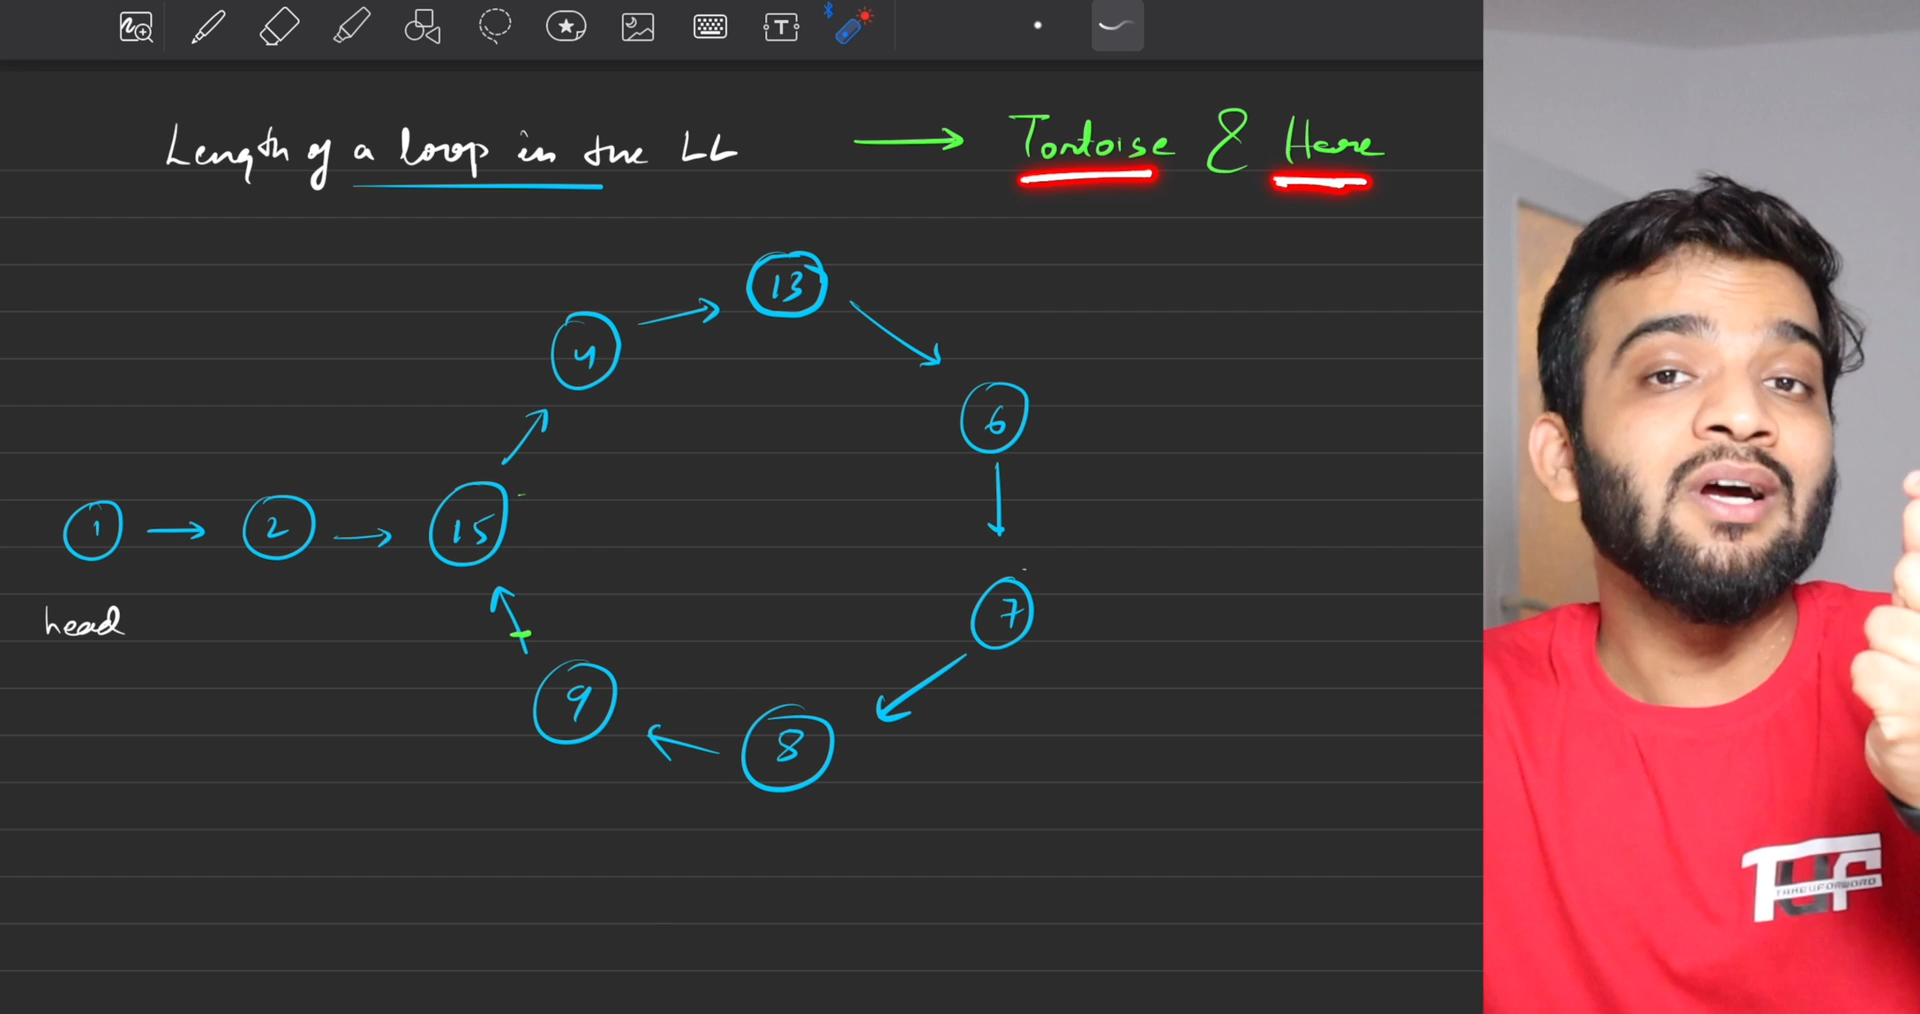 Length of a loop in the LL → Tortoise & Hare
13
4
6
1 → 2 → 15
7
head
9
8
TUF
TAKEUFORWARD